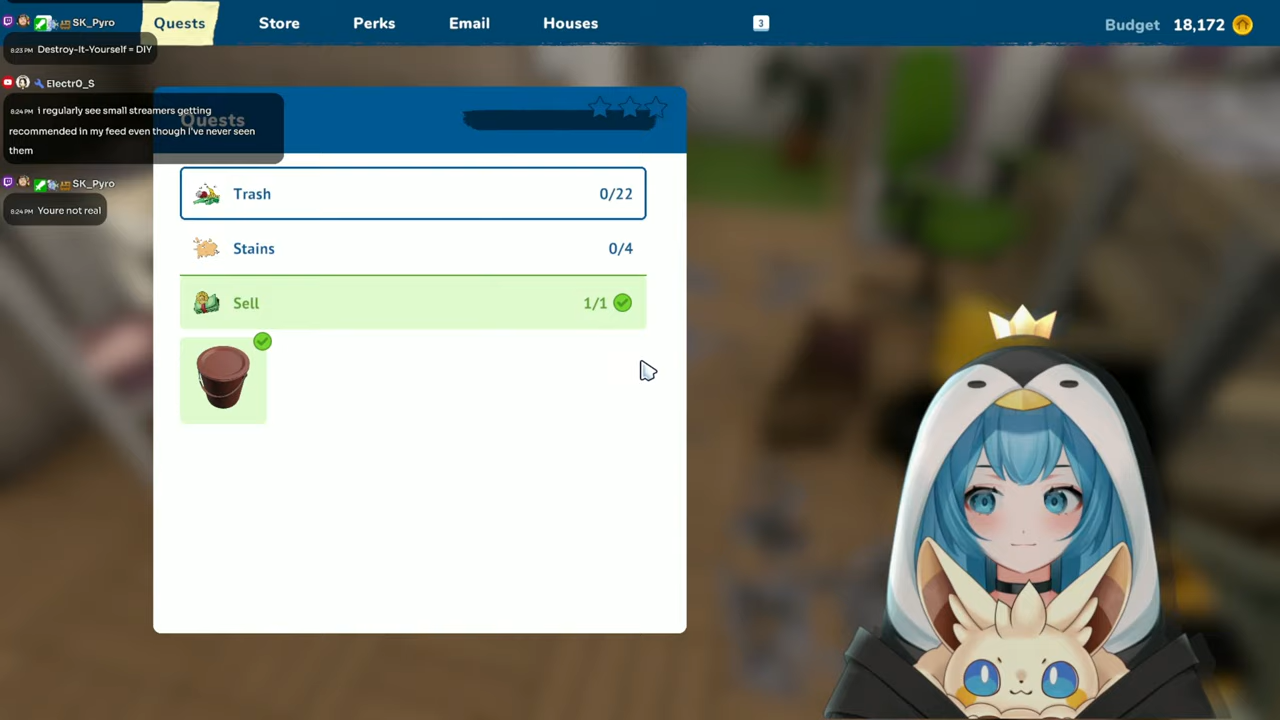 Quests Store Perks Email Houses 3 Budget 18,172
SK_Pyro
8:23 PM Destroy-It-Yourself = DIY
Electr0_S
8:24 PM i regularly see small streamers getting
recommended in my feed even though I've never seen
them
SK_Pyro
8:24 PM Youre not real
Quests
Trash 0/22
Stains 0/4
Sell 1/1